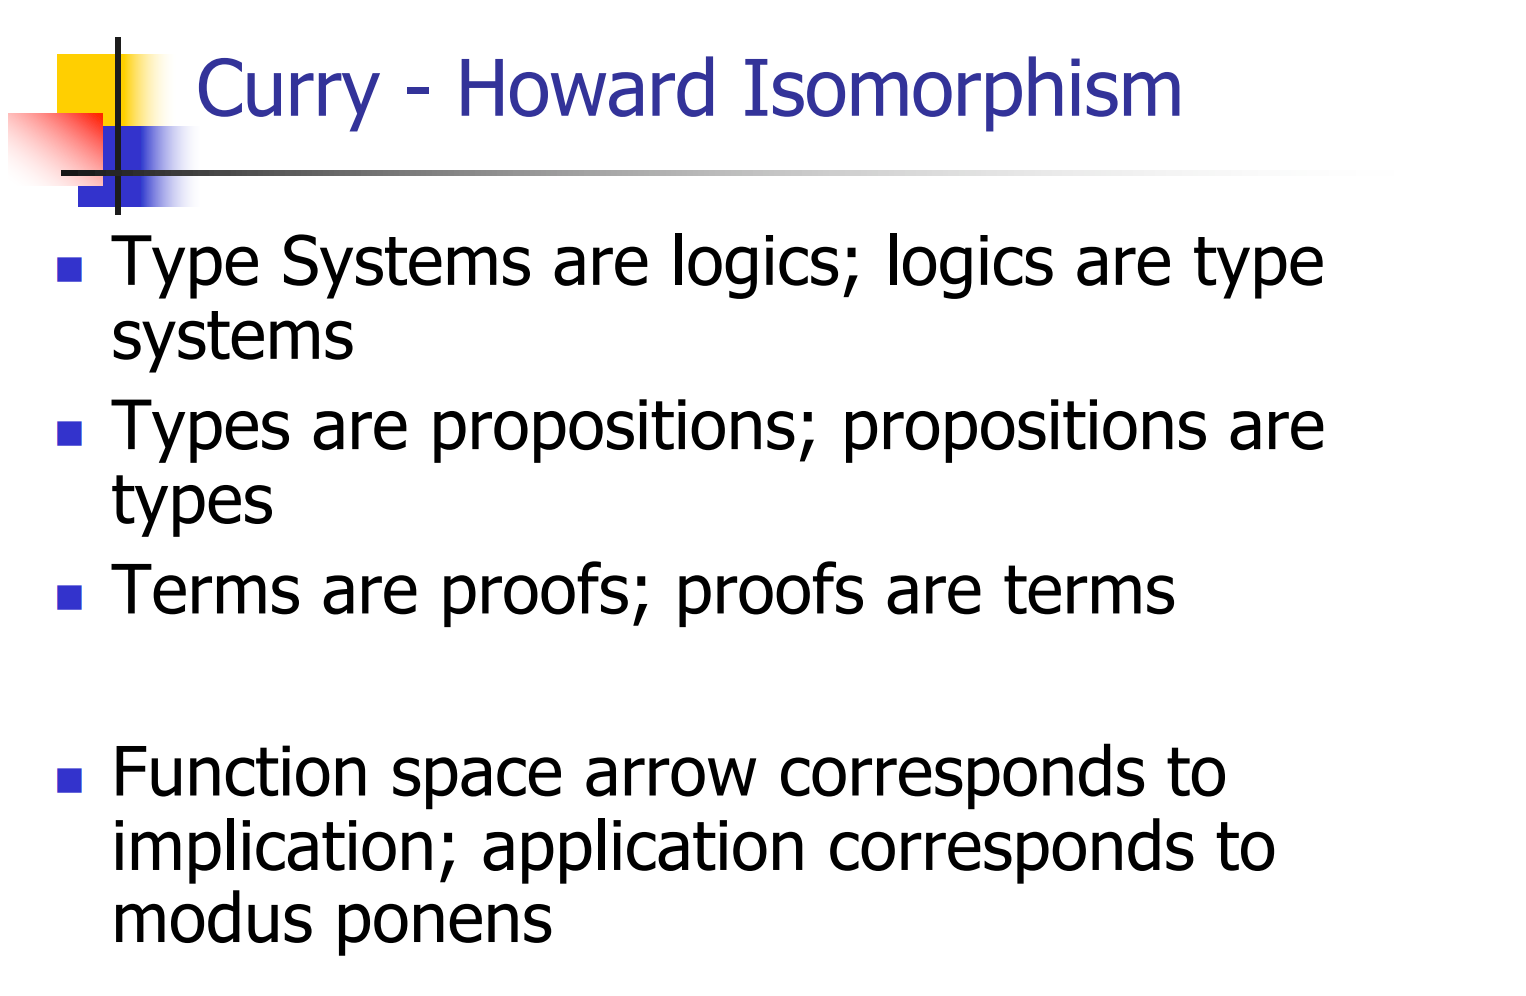 Curry - Howard Isomorphism
Type Systems are logics; logics are type
systems
Types are propositions; propositions are
types
Terms are proofs; proofs are terms
Function space arrow corresponds to
implication; application corresponds to
modus ponens